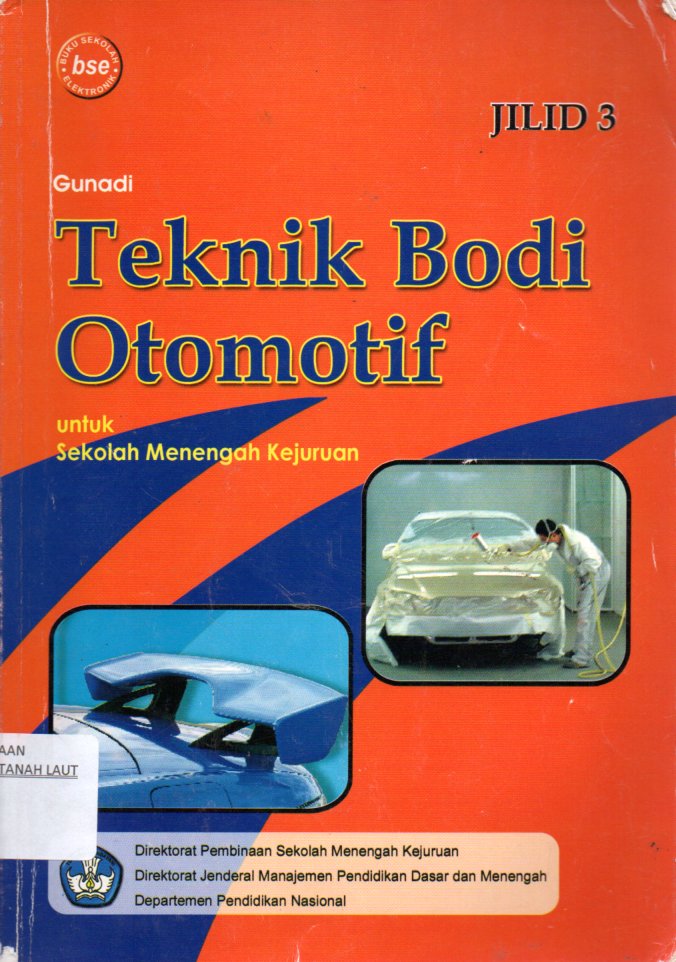 BUKU SEKOLAH
bse
ELEKTRONIK
JILID 3
Gunadi
Teknik Bodi
Otomotif
untuk
Sekolah Menengah Kejuruan
AAN
TANAH LAUT
Direktorat Pembinaan Sekolah Menengah Kejuruan
Direktorat Jenderal Manajemen Pendidikan Dasar dan Menengah
Departemen Pendidikan Nasional